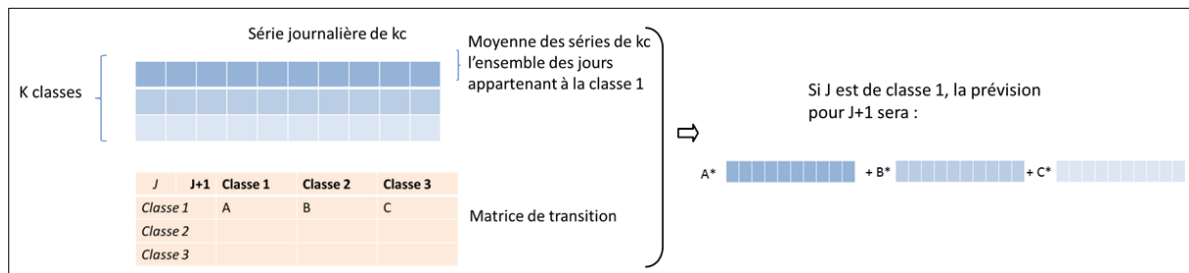 Série journalière de kc
K classes
Moyenne des séries de kc
l’ensemble des jours
appartenant à la classe 1
J J+1 Classe 1 Classe 2 Classe 3
Classe 1 A B C
Classe 2
Classe 3
Matrice de transition
Si J est de classe 1, la prévision
pour J+1 sera :
A* + B* + C*